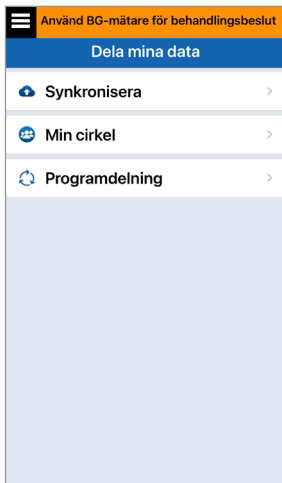 Använd BG-mätare för behandlingsbeslut
Dela mina data
Synkronisera
Min cirkel
Programdelning